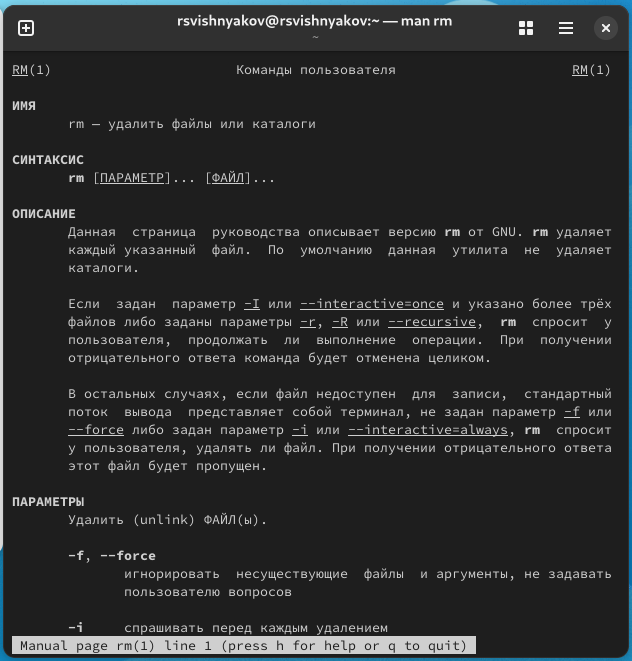 rsvishnyakov@rsvishnyakov:~ — man rm
~
RM(1) Команды пользователя RM(1)
ИМЯ
rm — удалить файлы или каталоги
СИНТАКСИС
rm [ПАРАМЕТР]... [ФАЙЛ]...
ОПИСАНИЕ
Данная страница руководства описывает версию rm от GNU. rm удаляет
каждый указанный файл. По умолчанию данная утилита не удаляет
каталоги.
Если задан параметр -I или --interactive=once и указано более трёх
файлов либо заданы параметры -r, -R или --recursive, rm спросит у
пользователя, продолжать ли выполнение операции. При получении
отрицательного ответа команда будет отменена целиком.
В остальных случаях, если файл недоступен для записи, стандартный
поток вывода представляет собой терминал, не задан параметр -f или
--force либо задан параметр -i или --interactive=always, rm спросит
у пользователя, удалять ли файл. При получении отрицательного ответа
этот файл будет пропущен.
ПАРАМЕТРЫ
Удалить (unlink) ФАЙЛ(ы).
-f, --force
игнорировать несуществующие файлы и аргументы, не задавать
пользователю вопросов
-i спрашивать перед каждым удалением
Manual page rm(1) line 1 (press h for help or q to quit)